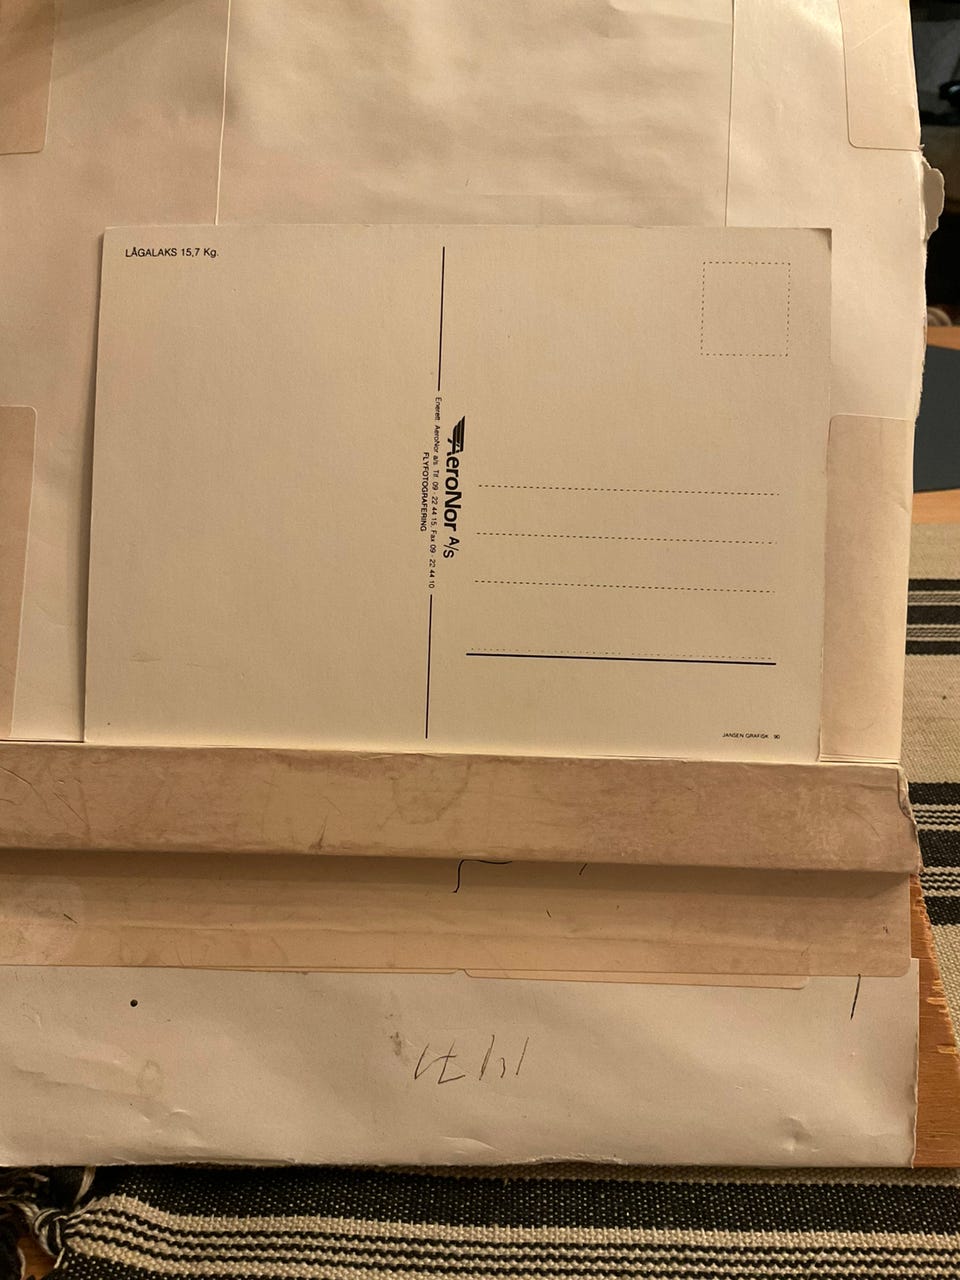 LÅGALAKS 15,7 Kg.
AeroNor A/s
Enerett: AeroNor a/s Tlf. 09 - 22 44 15, Fax 09 - 22 44 10
FLYFOTOGRAFERING
JANSEN GRAFISK 90